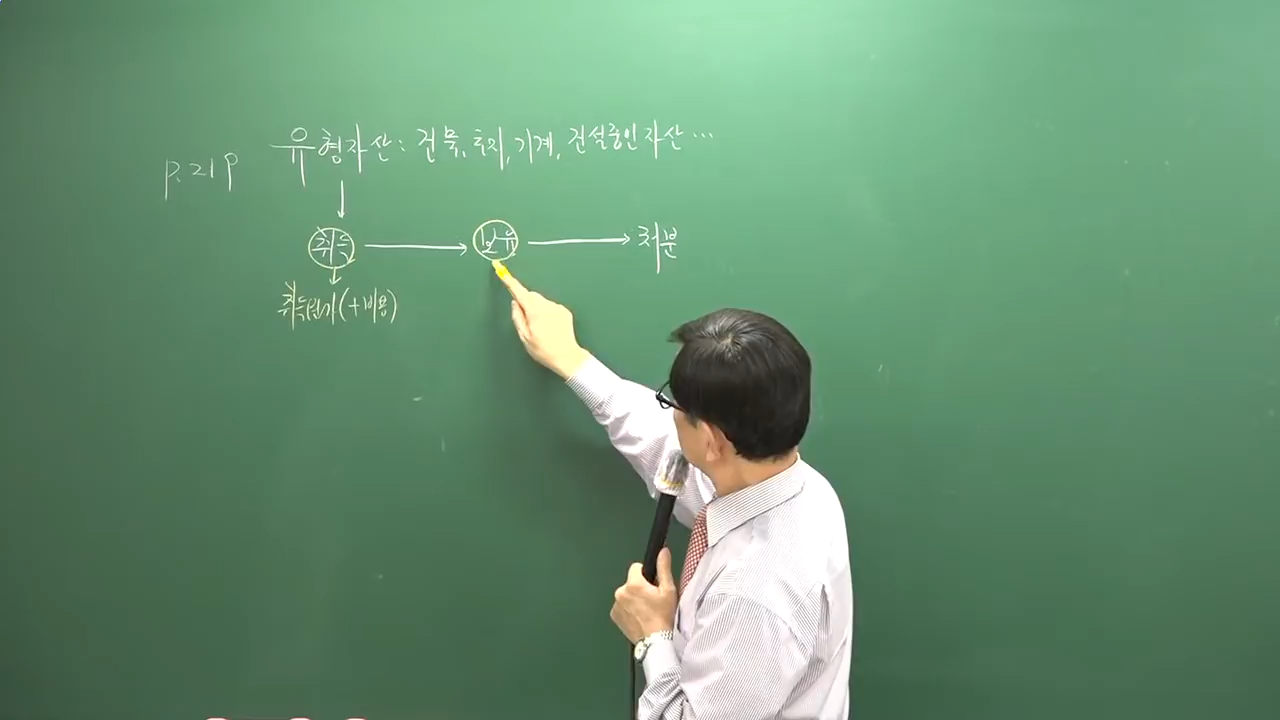 유형자산: 건물, 토지, 기계, 건설중인 자산 ...
P. 21P
취득 → 보유 → 처분
취득원가(+비용)